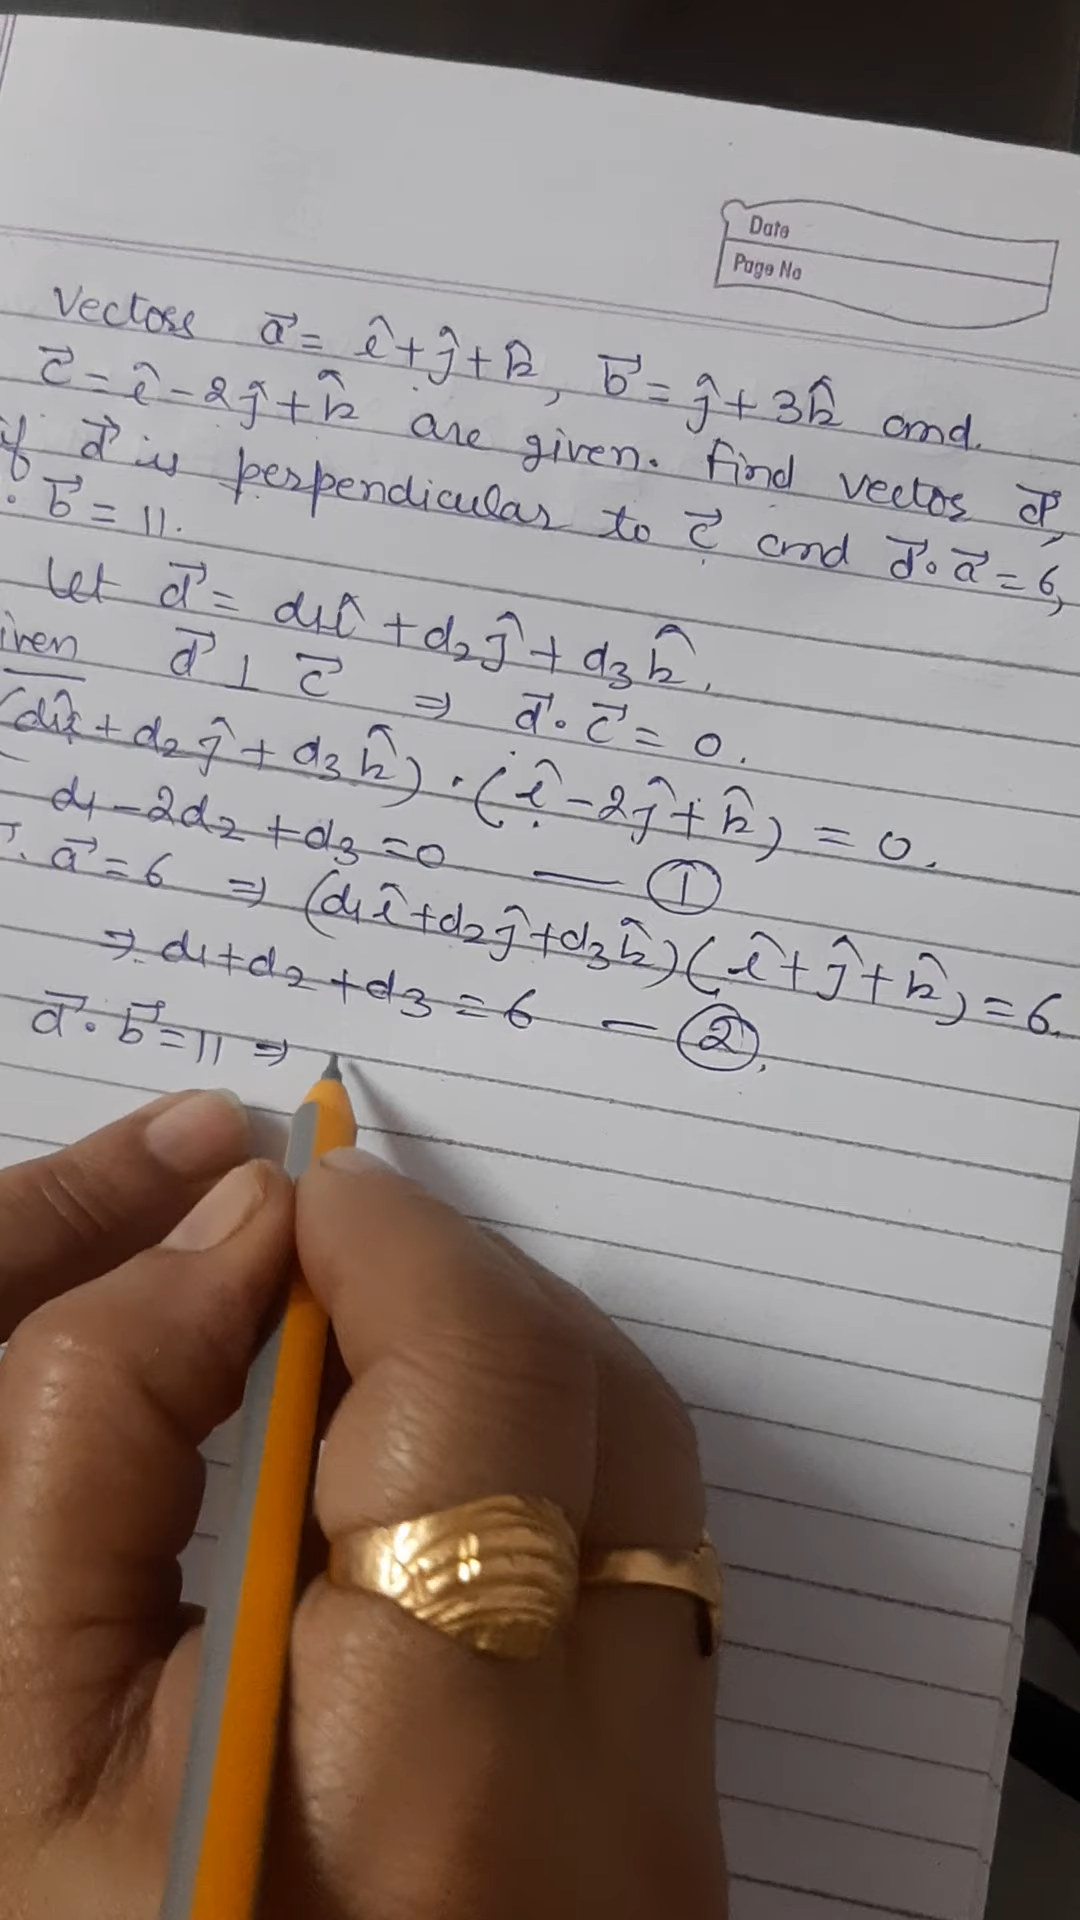 Date
Page No
Vectors a⃗ = î+ĵ+k̂, b⃗ = ĵ+3k̂ and
c⃗ = î-2ĵ+k̂ are given. Find vector d⃗,
if d⃗ is perpendicular to c⃗ and d⃗·a⃗ = 6,
· b⃗ = 11.
Let d⃗ = d₁î + d₂ĵ + d₃k̂.
iven d⃗ ⊥ c⃗ ⇒ d⃗·c⃗ = 0.
(d₁î + d₂ĵ + d₃k̂) · (î-2ĵ+k̂) = 0.
d₁-2d₂+d₃=0 — ①
· a⃗ = 6 ⇒ (d₁î+d₂ĵ+d₃k̂)(î+ĵ+k̂) = 6.
⇒ d₁+d₂+d₃ = 6 — ②.
d⃗·b⃗ = 11 ⇒